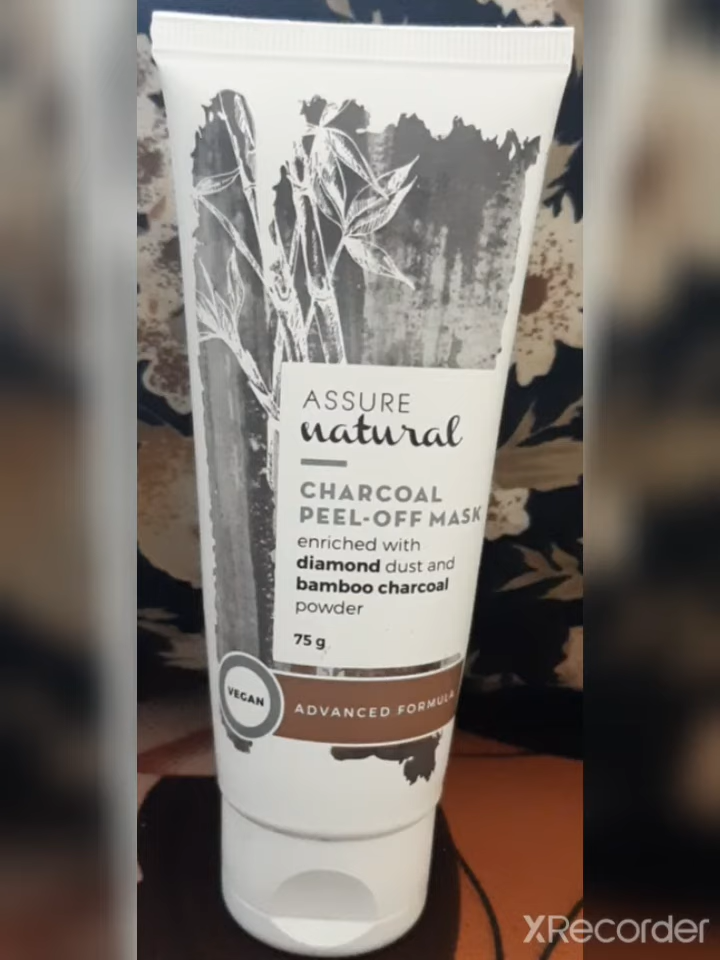 ASSURE
natural
CHARCOAL
PEEL-OFF MASK
enriched with
diamond dust and
bamboo charcoal
powder
75 g
VEGAN
ADVANCED FORMULA
XRecorder